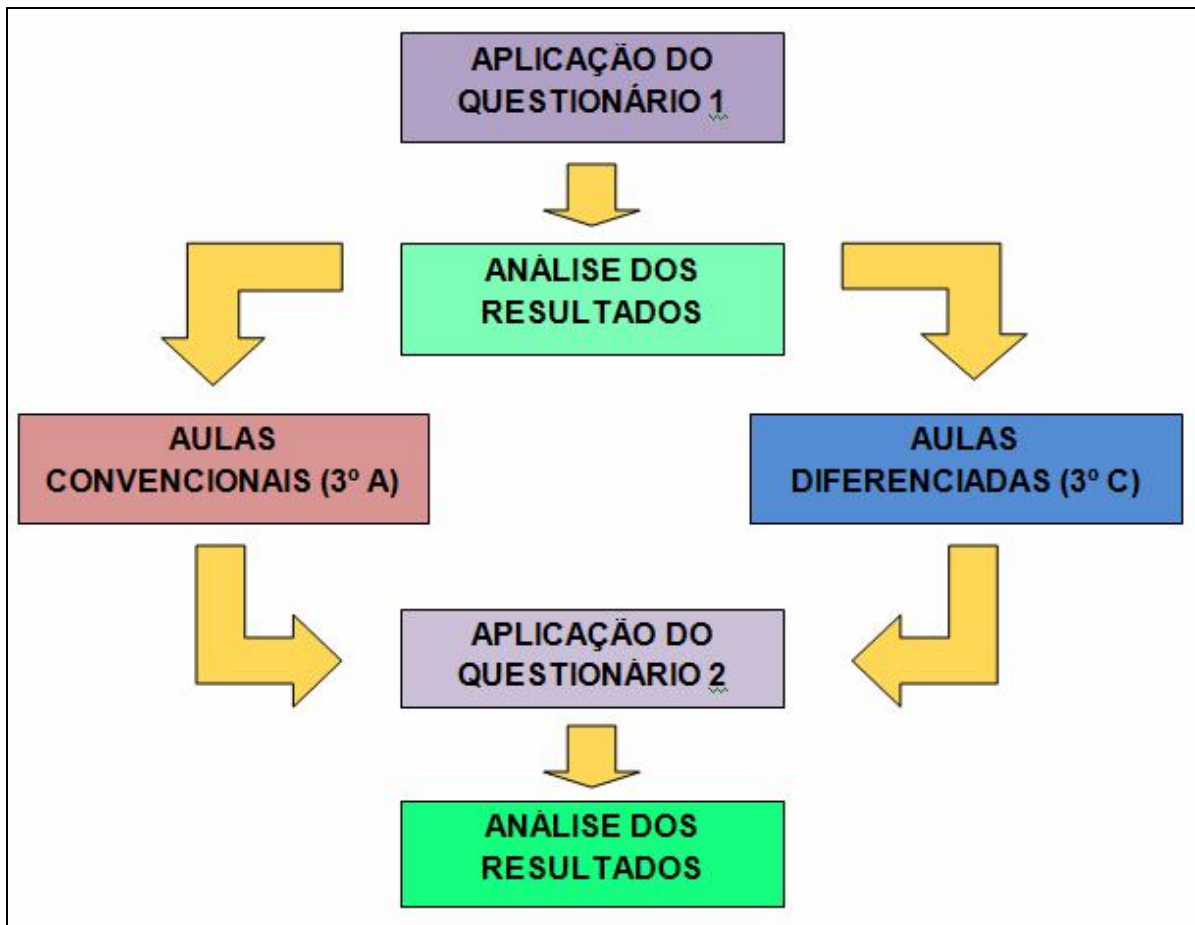 APLICAÇÃO DO
QUESTIONÁRIO 1
ANÁLISE DOS
RESULTADOS
AULAS
CONVENCIONAIS (3º A)
AULAS
DIFERENCIADAS (3º C)
APLICAÇÃO DO
QUESTIONÁRIO 2
ANÁLISE DOS
RESULTADOS